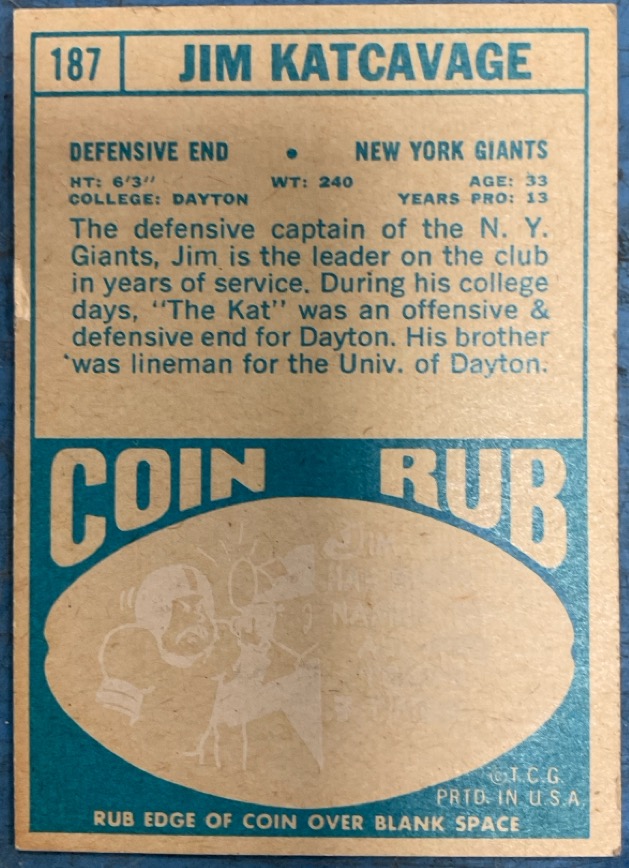 187 JIM KATCAVAGE
DEFENSIVE END • NEW YORK GIANTS
HT: 6'3" WT: 240 AGE: 33
COLLEGE: DAYTON YEARS PRO: 13
The defensive captain of the N. Y.
Giants, Jim is the leader on the club
in years of service. During his college
days, "The Kat" was an offensive &
defensive end for Dayton. His brother
was lineman for the Univ. of Dayton.
COIN RUB
JIM
©T.C.G.
PRTD. IN U.S.A.
RUB EDGE OF COIN OVER BLANK SPACE